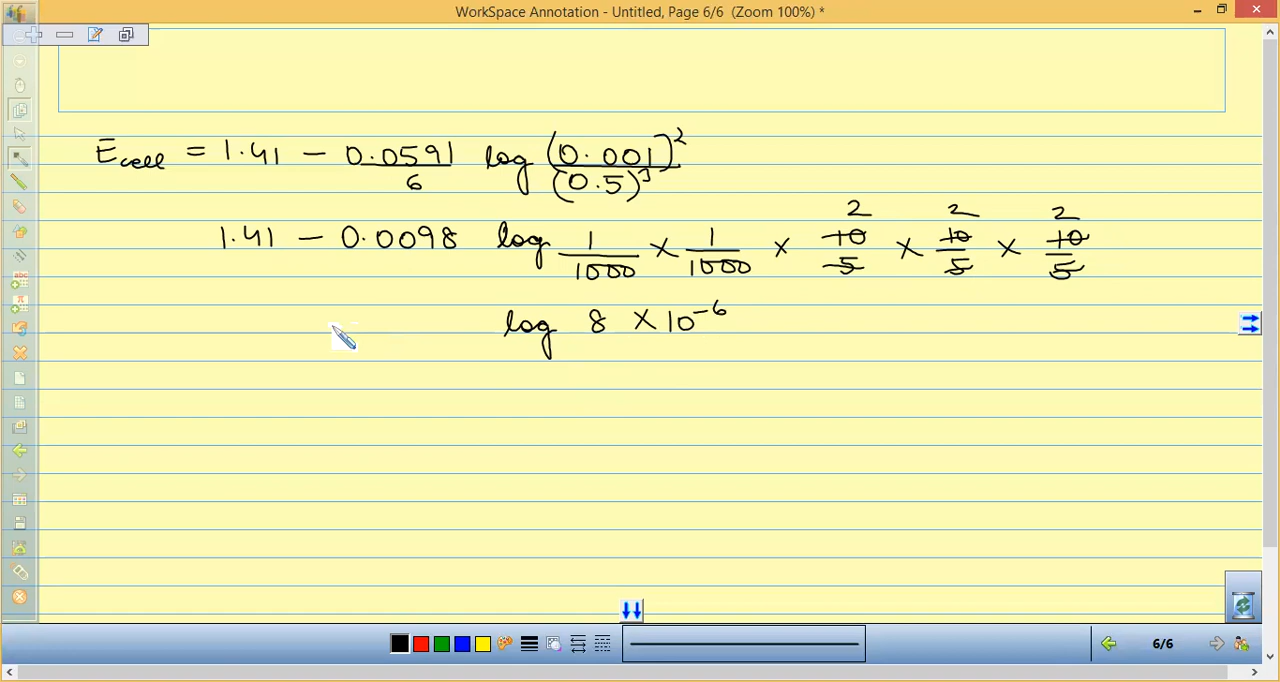 WorkSpace Annotation - Untitled, Page 6/6 (Zoom 100%) *
Ecell = 1.41 - 0.0591/6 log (0.001)²/(0.5)³
1.41 - 0.0098 log 1/1000 × 1/1000 × 10/5 2 × 10/5 2 × 10/5 2
log 8 × 10⁻⁶
6/6